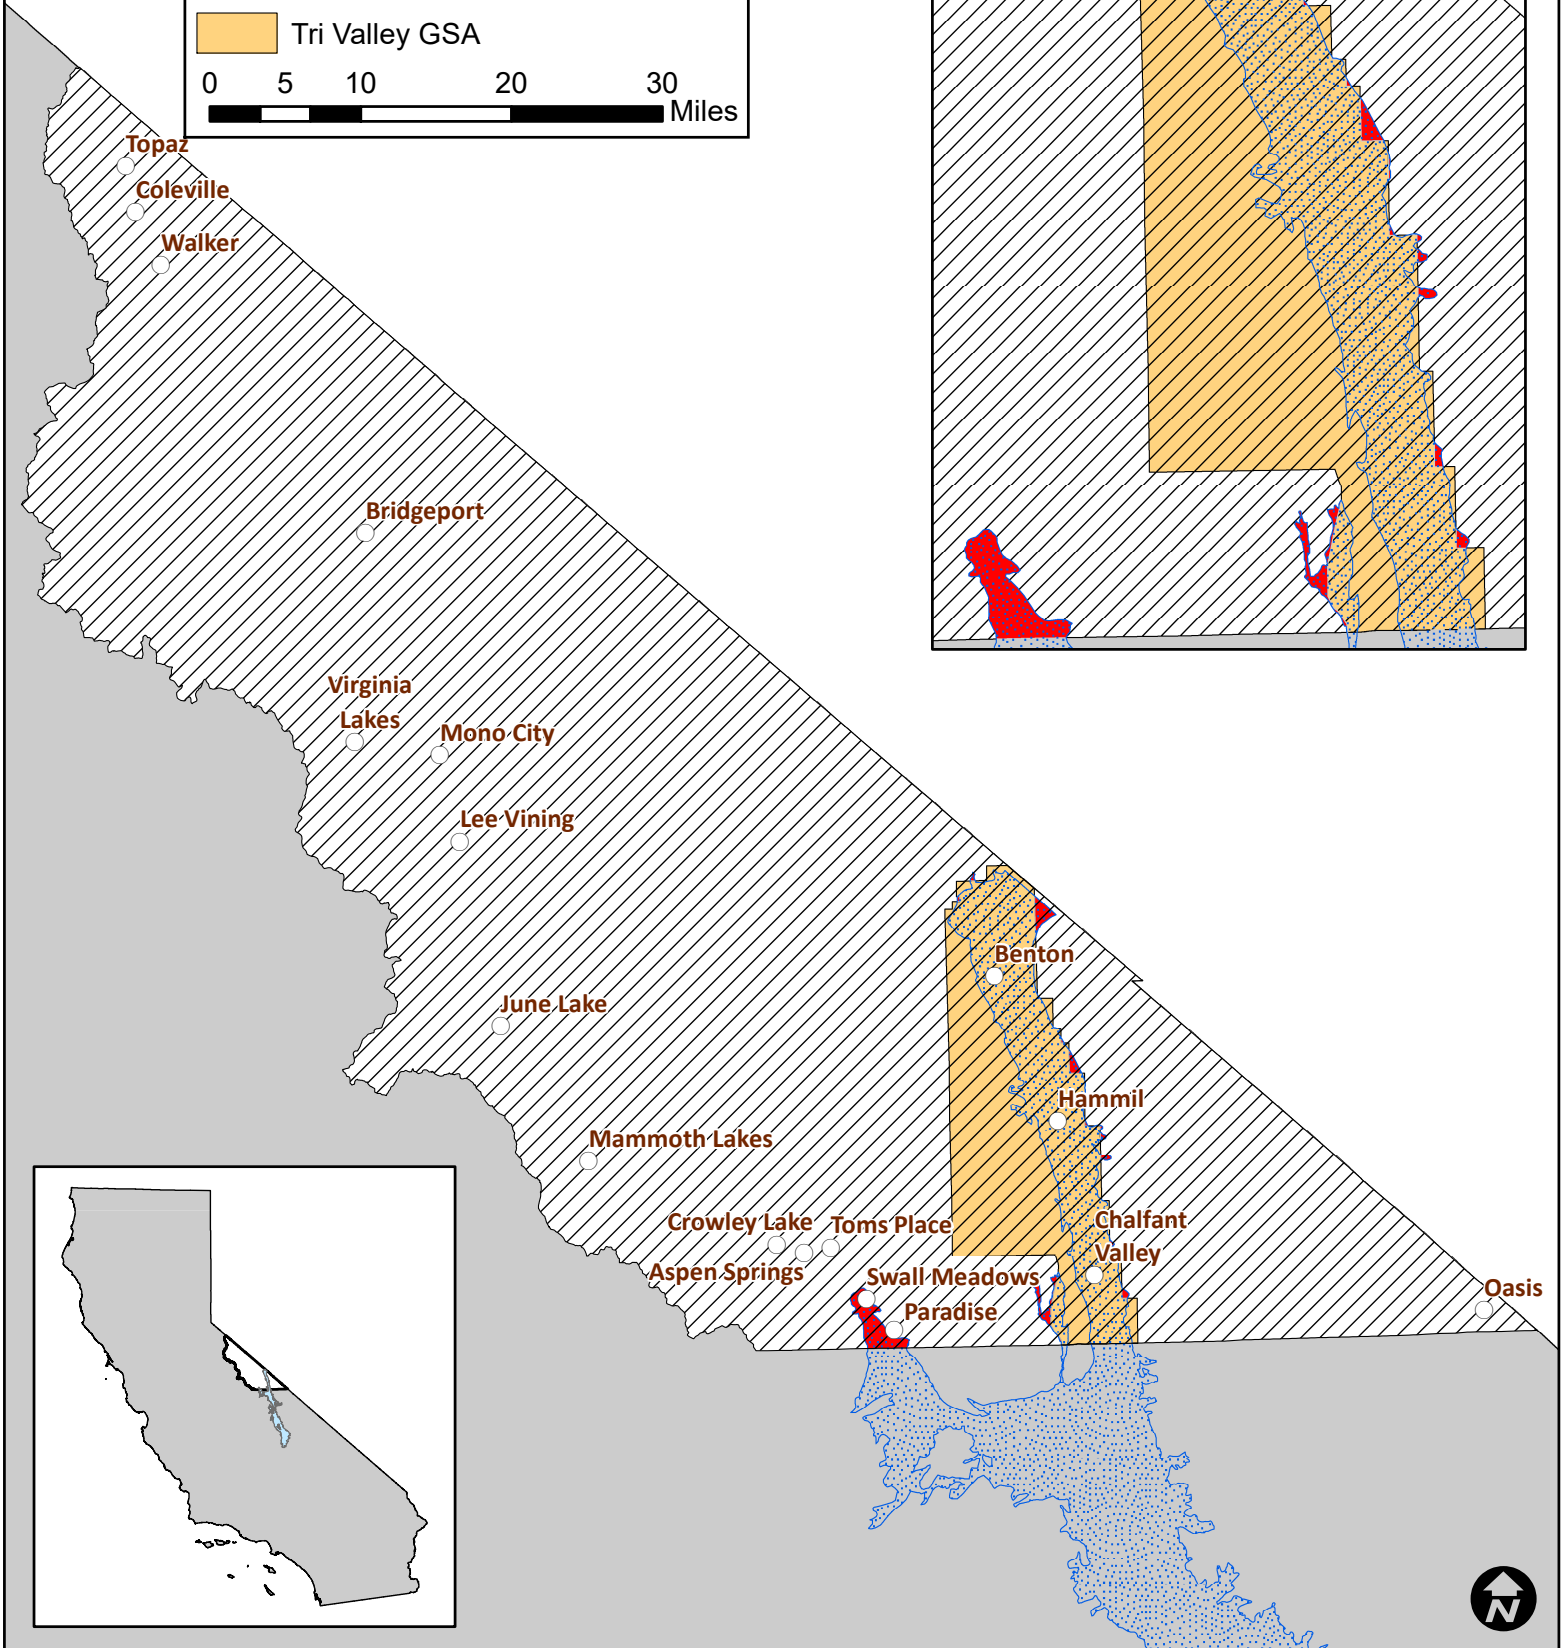 Tri Valley GSA
0 5 10 20 30
Miles
Topaz
Coleville
Walker
Bridgeport
Virginia
Lakes
Mono City
Lee Vining
Benton
June Lake
Hammil
Mammoth Lakes
Crowley Lake
Toms Place
Chalfant
Valley
Aspen Springs
Swall Meadows
Paradise
Oasis
N